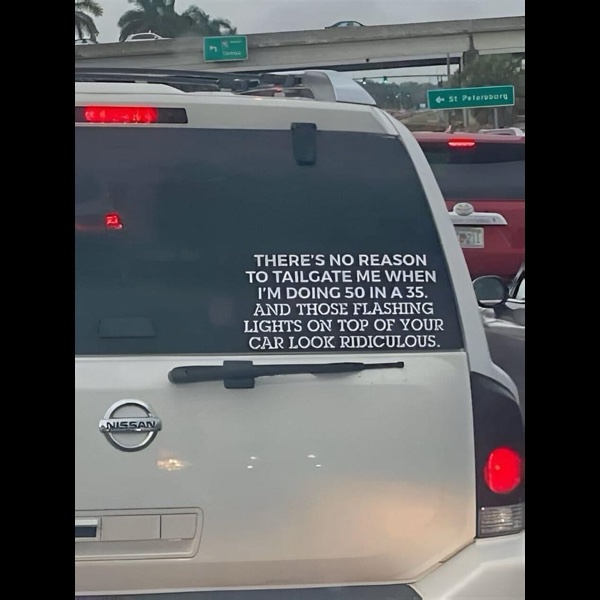 St Petersburg
THERE'S NO REASON
TO TAILGATE ME WHEN
I'M DOING 50 IN A 35.
AND THOSE FLASHING
LIGHTS ON TOP OF YOUR
CAR LOOK RIDICULOUS.
NISSAN